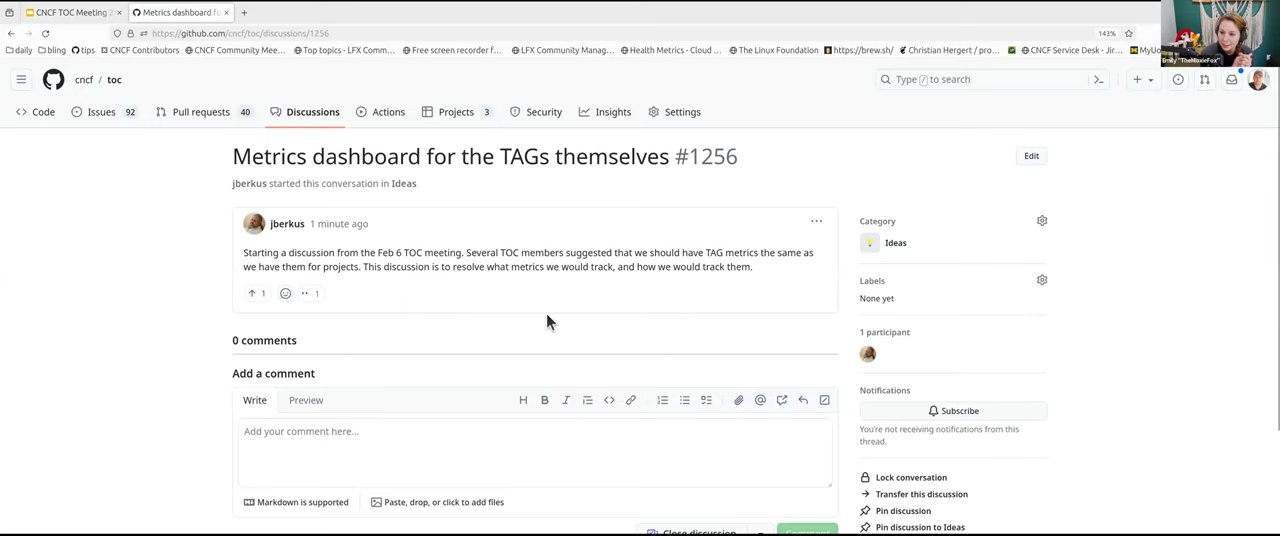 CNCF TOC Meeting 2
Metrics dashboard fo
https://github.com/cncf/toc/discussions/1256
143%
daily
bling
tips
CNCF Contributors
CNCF Community Mee…
Top topics - LFX Comm…
Free screen recorder f…
LFX Community Manag…
Health Metrics - Cloud …
The Linux Foundation
https://brew.sh/
Christian Hergert / pro…
CNCF Service Desk - Jir…
Emily "TheMoxieFox"
cncf / toc
Type / to search
Code
Issues 92
Pull requests 40
Discussions
Actions
Projects 3
Security
Insights
Settings
Metrics dashboard for the TAGs themselves #1256
Edit
jberkus started this conversation in Ideas
jberkus 1 minute ago
Starting a discussion from the Feb 6 TOC meeting. Several TOC members suggested that we should have TAG metrics the same as
we have them for projects. This discussion is to resolve what metrics we would track, and how we would track them.
1
1
0 comments
Add a comment
Write
Preview
Add your comment here...
Markdown is supported
Paste, drop, or click to add files
Close discussion
Comment
Category
Ideas
Labels
None yet
1 participant
Notifications
Subscribe
You're not receiving notifications from this
thread.
Lock conversation
Transfer this discussion
Pin discussion
Pin discussion to Ideas